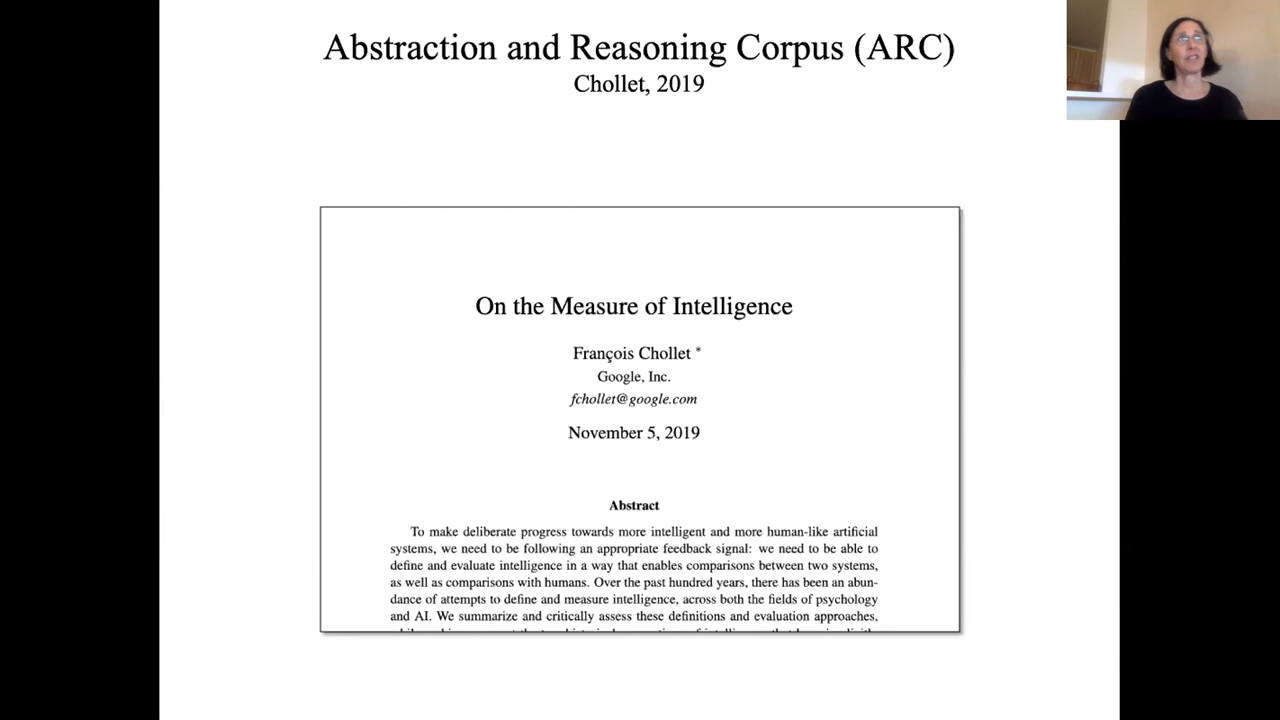 Abstraction and Reasoning Corpus (ARC)
Chollet, 2019
On the Measure of Intelligence
François Chollet *
Google, Inc.
fchollet@google.com
November 5, 2019
Abstract
To make deliberate progress towards more intelligent and more human-like artificial
systems, we need to be following an appropriate feedback signal: we need to be able to
define and evaluate intelligence in a way that enables comparisons between two systems,
as well as comparisons with humans. Over the past hundred years, there has been an abun-
dance of attempts to define and measure intelligence, across both the fields of psychology
and AI. We summarize and critically assess these definitions and evaluation approaches,